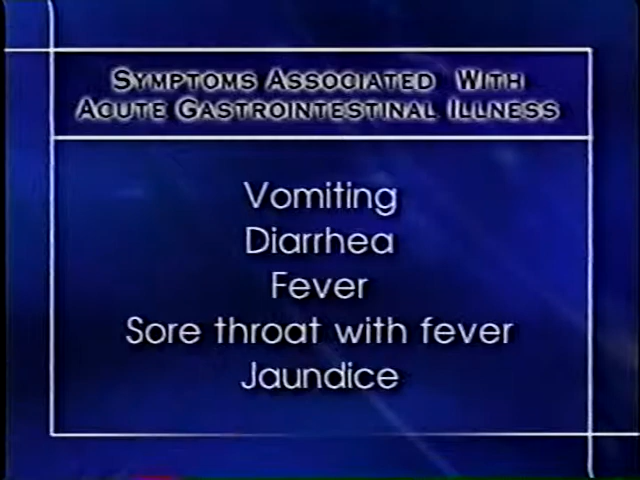 Symptoms Associated With
Acute Gastrointestinal Illness
Vomiting
Diarrhea
Fever
Sore throat with fever
Jaundice